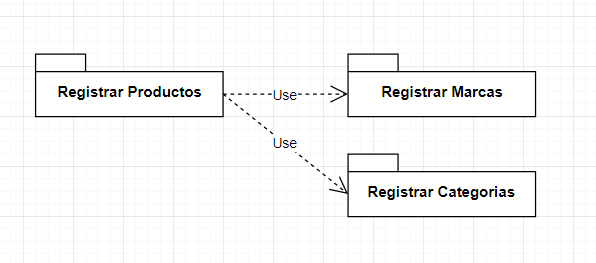 Registrar Productos
Use
Registrar Marcas
Use
Registrar Categorias